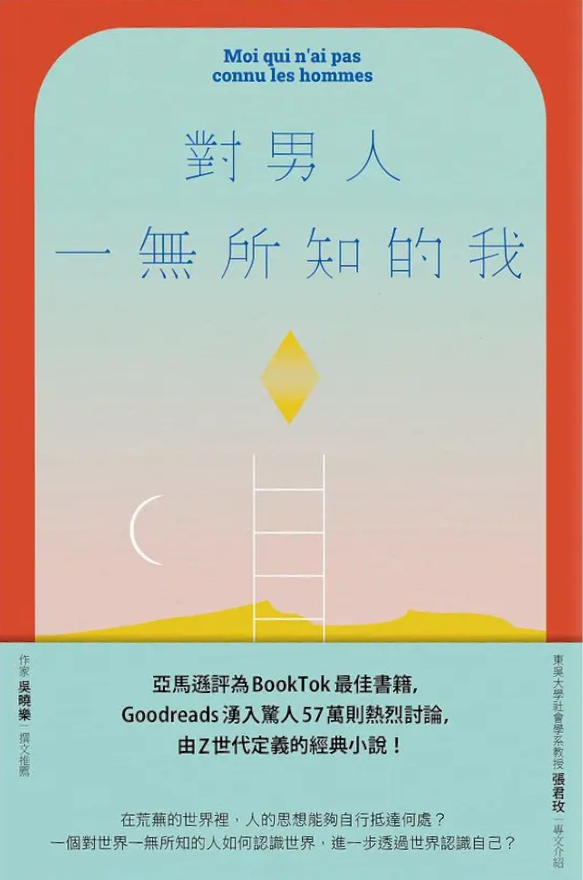 Moi qui n'ai pas
connu les hommes
對男人
一無所知的我
亞馬遜評為BookTok最佳書籍,
Goodreads湧入驚人57萬則熱烈討論,
由Z世代定義的經典小說！
作家 吳曉樂｜撰文推薦
東吳大學社會學系教授 張君玫｜專文介紹
在荒蕪的世界裡，人的思想能夠自行抵達何處？
一個對世界一無所知的人如何認識世界，進一步透過世界認識自己？